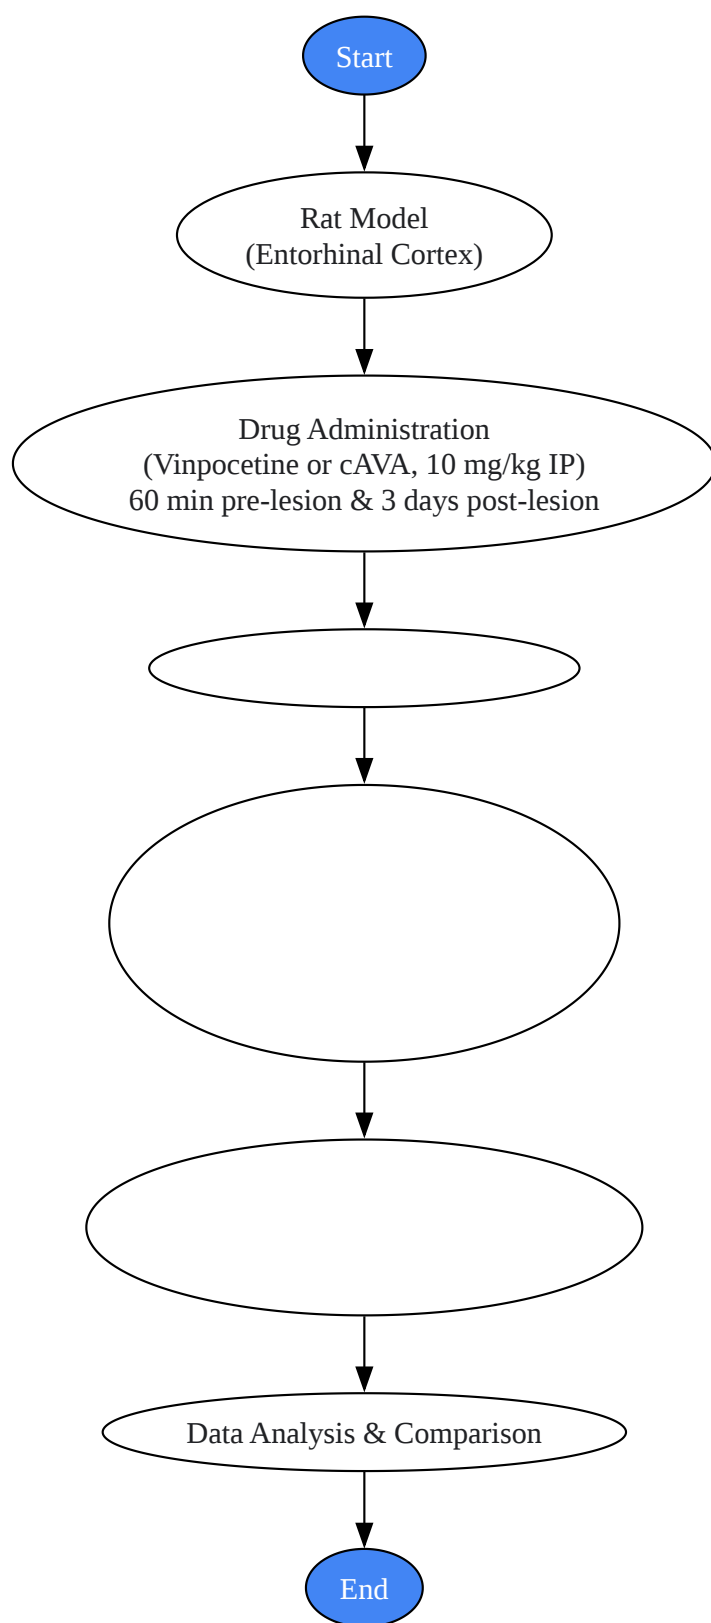 Start
Rat Model
(Entorhinal Cortex)
Drug Administration
(Vinpocetine or cAVA, 10 mg/kg IP)
60 min pre-lesion & 3 days post-lesion
Data Analysis & Comparison
End